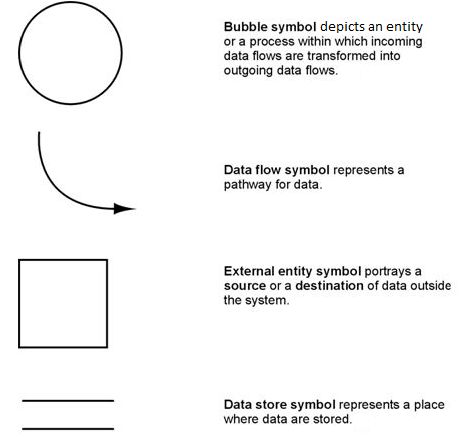 Bubble symbol depicts an entity
or a process within which incoming
data flows are transformed into
outgoing data flows.
Data flow symbol represents a
pathway for data.
External entity symbol portrays a
source or a destination of data outside
the system.
Data store symbol represents a place
where data are stored.